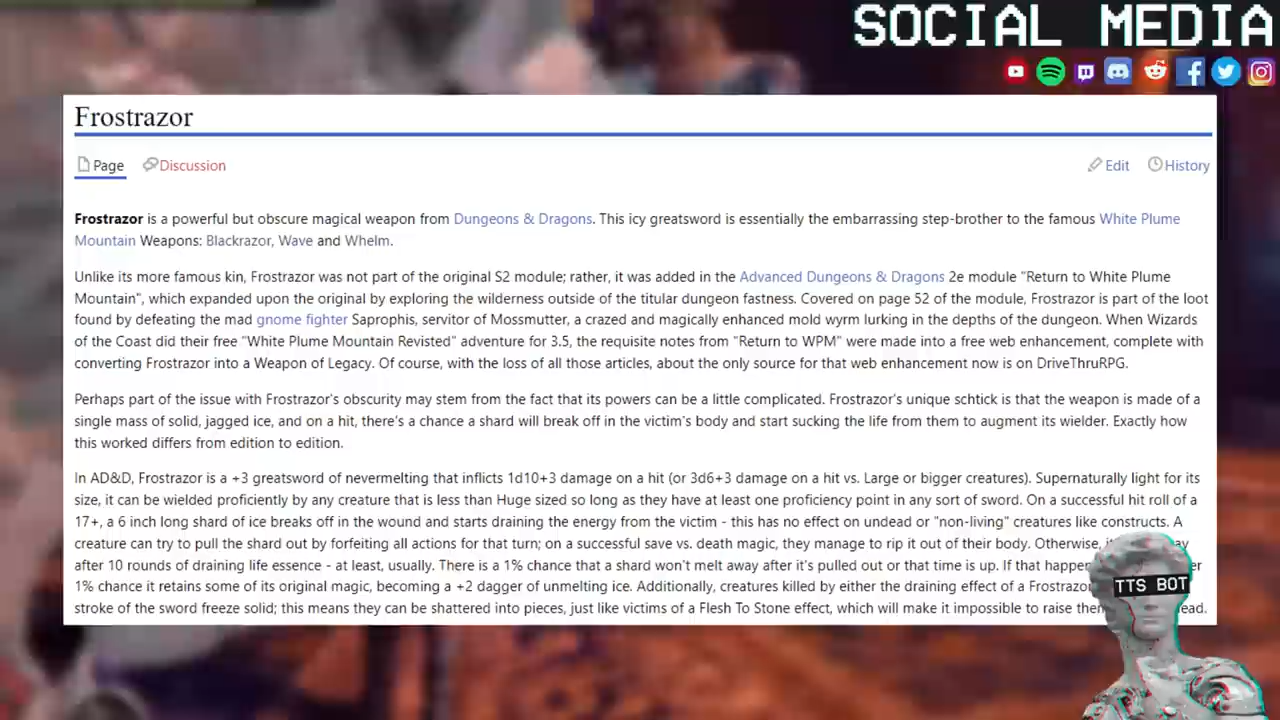 SOCIAL MEDIA
Frostrazor
Page Discussion Edit History
Frostrazor is a powerful but obscure magical weapon from Dungeons & Dragons. This icy greatsword is essentially the embarrassing step-brother to the famous White Plume
Mountain Weapons: Blackrazor, Wave and Whelm.
Unlike its more famous kin, Frostrazor was not part of the original S2 module; rather, it was added in the Advanced Dungeons & Dragons 2e module "Return to White Plume
Mountain", which expanded upon the original by exploring the wilderness outside of the titular dungeon fastness. Covered on page 52 of the module, Frostrazor is part of the loot
found by defeating the mad gnome fighter Saprophis, servitor of Mossmutter, a crazed and magically enhanced mold wyrm lurking in the depths of the dungeon. When Wizards
of the Coast did their free "White Plume Mountain Revisted" adventure for 3.5, the requisite notes from "Return to WPM" were made into a free web enhancement, complete with
converting Frostrazor into a Weapon of Legacy. Of course, with the loss of all those articles, about the only source for that web enhancement now is on DriveThruRPG.
Perhaps part of the issue with Frostrazor's obscurity may stem from the fact that its powers can be a little complicated. Frostrazor's unique schtick is that the weapon is made of a
single mass of solid, jagged ice, and on a hit, there's a chance a shard will break off in the victim's body and start sucking the life from them to augment its wielder. Exactly how
this worked differs from edition to edition.
In AD&D, Frostrazor is a +3 greatsword of nevermelting that inflicts 1d10+3 damage on a hit (or 3d6+3 damage on a hit vs. Large or bigger creatures). Supernaturally light for its
size, it can be wielded proficiently by any creature that is less than Huge sized so long as they have at least one proficiency point in any sort of sword. On a successful hit roll of a
17+, a 6 inch long shard of ice breaks off in the wound and starts draining the energy from the victim - this has no effect on undead or "non-living" creatures like constructs. A
creature can try to pull the shard out by forfeiting all actions for that turn; on a successful save vs. death magic, they manage to rip it out of their body. Otherwise,
after 10 rounds of draining life essence - at least, usually. There is a 1% chance that a shard won't melt away after it's pulled out or that time is up. If that
1% chance it retains some of its original magic, becoming a +2 dagger of unmelting ice. Additionally, creatures killed by either the draining effect of a
stroke of the sword freeze solid; this means they can be shattered into pieces, just like victims of a Flesh To Stone effect, which will make it impossible to raise
TTS BOT